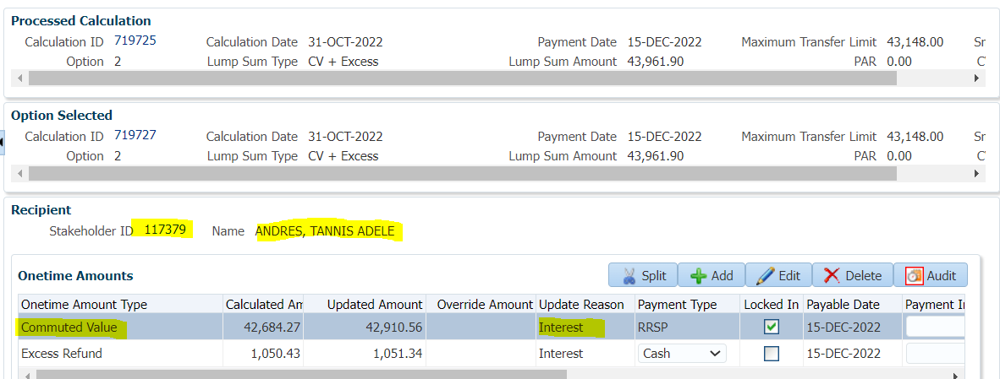 Processed Calculation
Calculation ID 719725 Calculation Date 31-OCT-2022 Payment Date 15-DEC-2022 Maximum Transfer Limit 43,148.00
Option 2 Lump Sum Type CV + Excess Lump Sum Amount 43,961.90 PAR 0.00
Option Selected
Calculation ID 719727 Calculation Date 31-OCT-2022 Payment Date 15-DEC-2022 Maximum Transfer Limit 43,148.00
Option 2 Lump Sum Type CV + Excess Lump Sum Amount 43,961.90 PAR 0.00
Recipient
Stakeholder ID 117379 Name ANDRES, TANNIS ADELE
Onetime Amounts Split Add Edit Delete Audit
Onetime Amount Type Calculated Am Updated Amount Override Amount Update Reason Payment Type Locked In Payable Date Payment In
Commuted Value 42,684.27 42,910.56 Interest RRSP 15-DEC-2022
Excess Refund 1,050.43 1,051.34 Interest Cash 15-DEC-2022